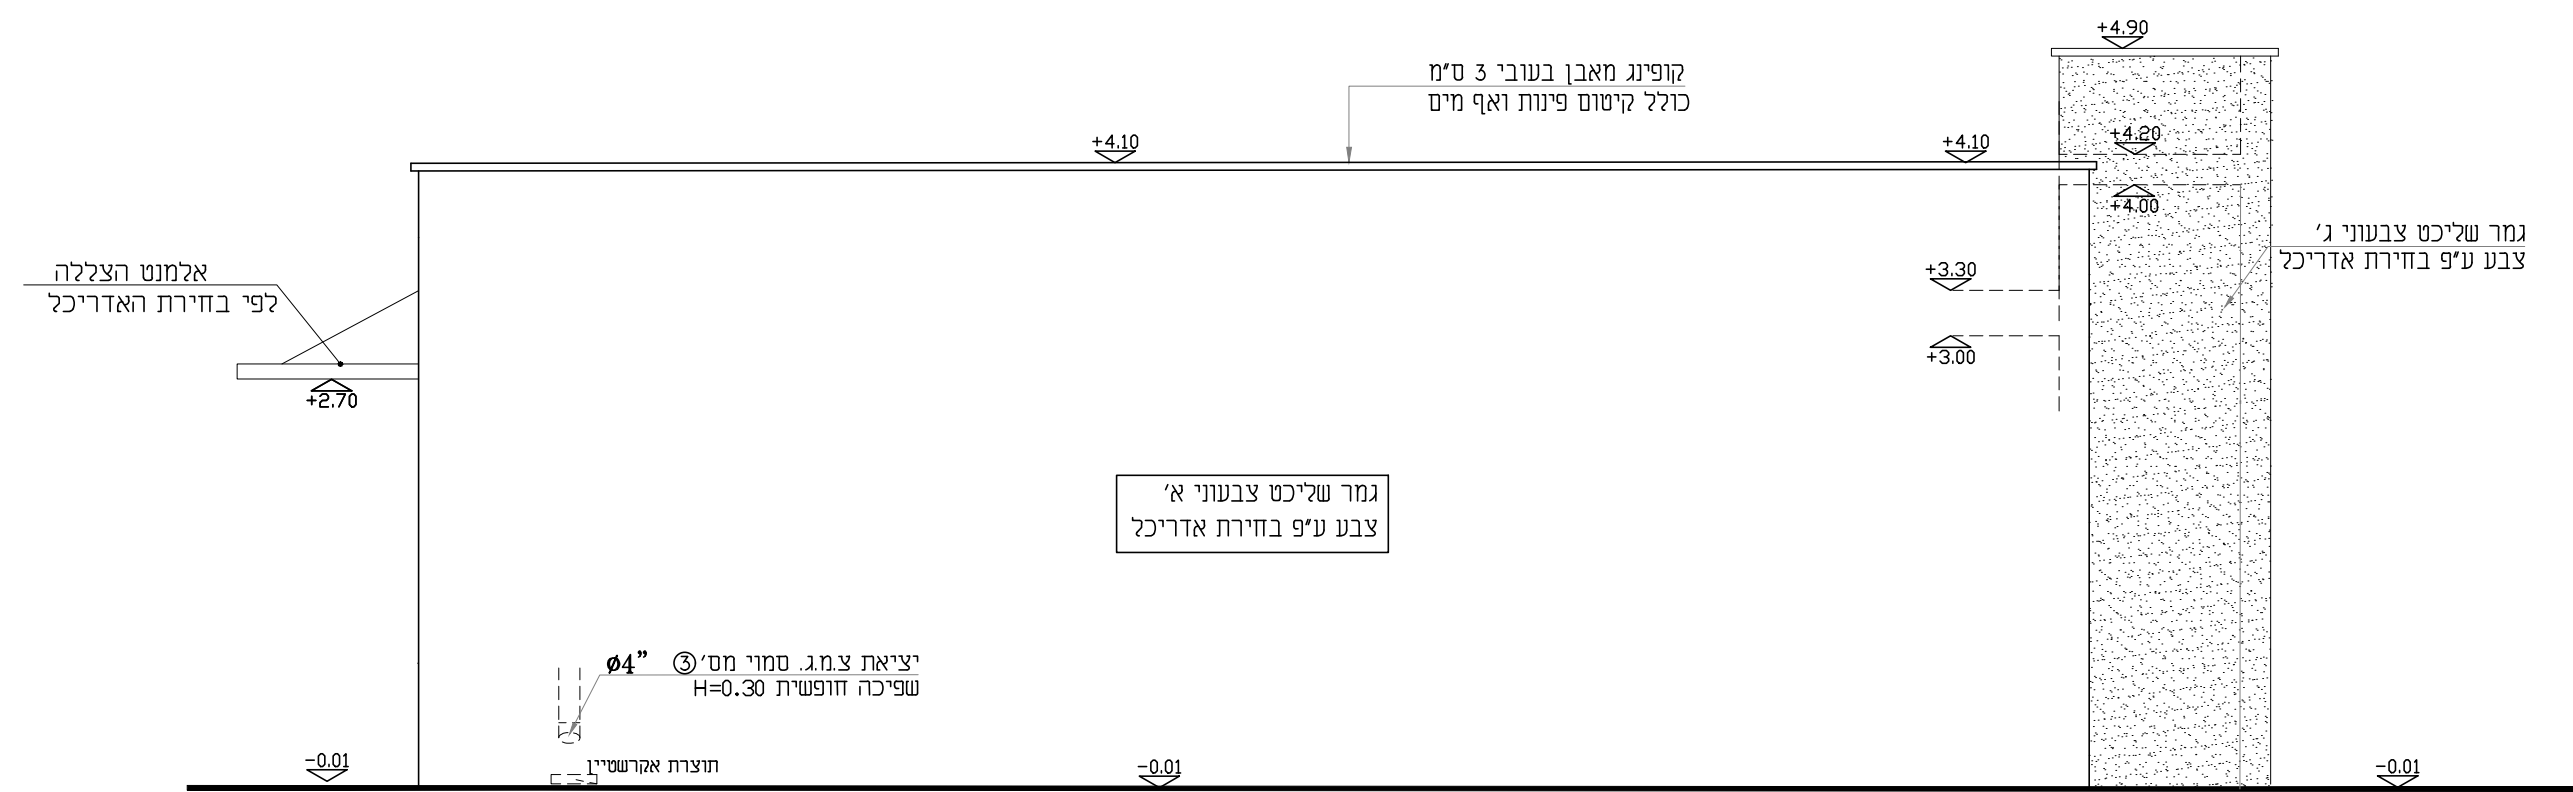 +4.90
קופינג מאבן בעובי 3 ס"מ
כולל קיטום פינות ואף מים
+4.10
+4.10
+4.20
+4.00
גמר שליכט צבעוני ג'
צבע ע"פ בחירת אדריכל
אלמנט הצללה
לפי בחירת האדריכל
+3.30
+3.00
+2.70
גמר שליכט צבעוני א'
צבע ע"פ בחירת אדריכל
יציאת צ.מ.ג. סמוי מס' ③ ø4"
שפיכה חופשית H=0.30
תוצרת אקרשטיין
-0.01
-0.01
-0.01